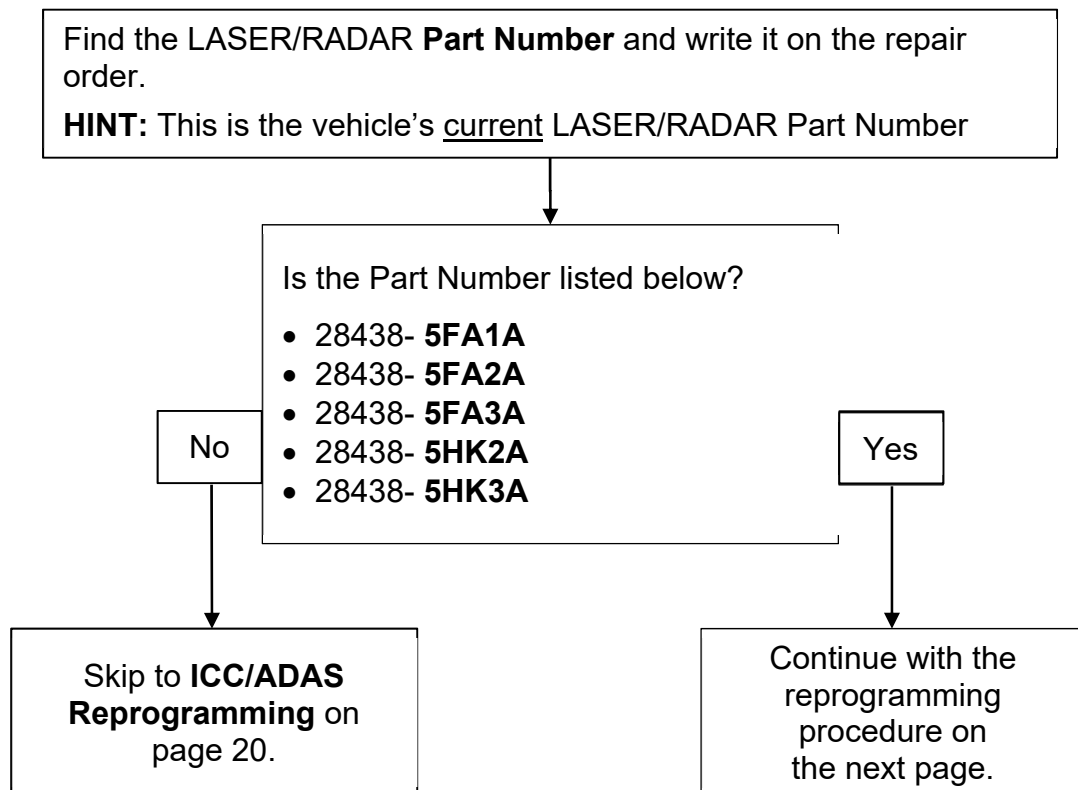 Find the LASER/RADAR Part Number and write it on the repair
order.
HINT: This is the vehicle's current LASER/RADAR Part Number
Is the Part Number listed below?
• 28438- 5FA1A
• 28438- 5FA2A
• 28438- 5FA3A
• 28438- 5HK2A
• 28438- 5HK3A
No
Yes
Skip to ICC/ADAS
Reprogramming on
page 20.
Continue with the
reprogramming
procedure on
the next page.